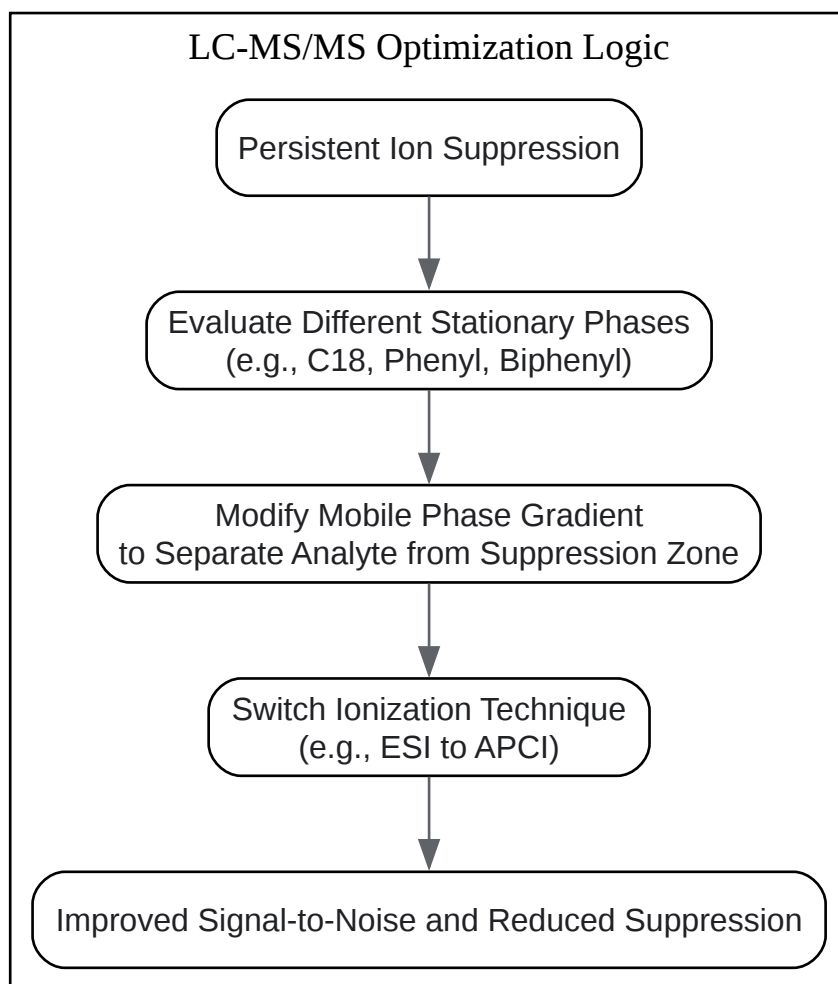 LC-MS/MS Optimization Logic
Persistent Ion Suppression
Evaluate Different Stationary Phases
(e.g., C18, Phenyl, Biphenyl)
Modify Mobile Phase Gradient
to Separate Analyte from Suppression Zone
Switch Ionization Technique
(e.g., ESI to APCI)
Improved Signal-to-Noise and Reduced Suppression